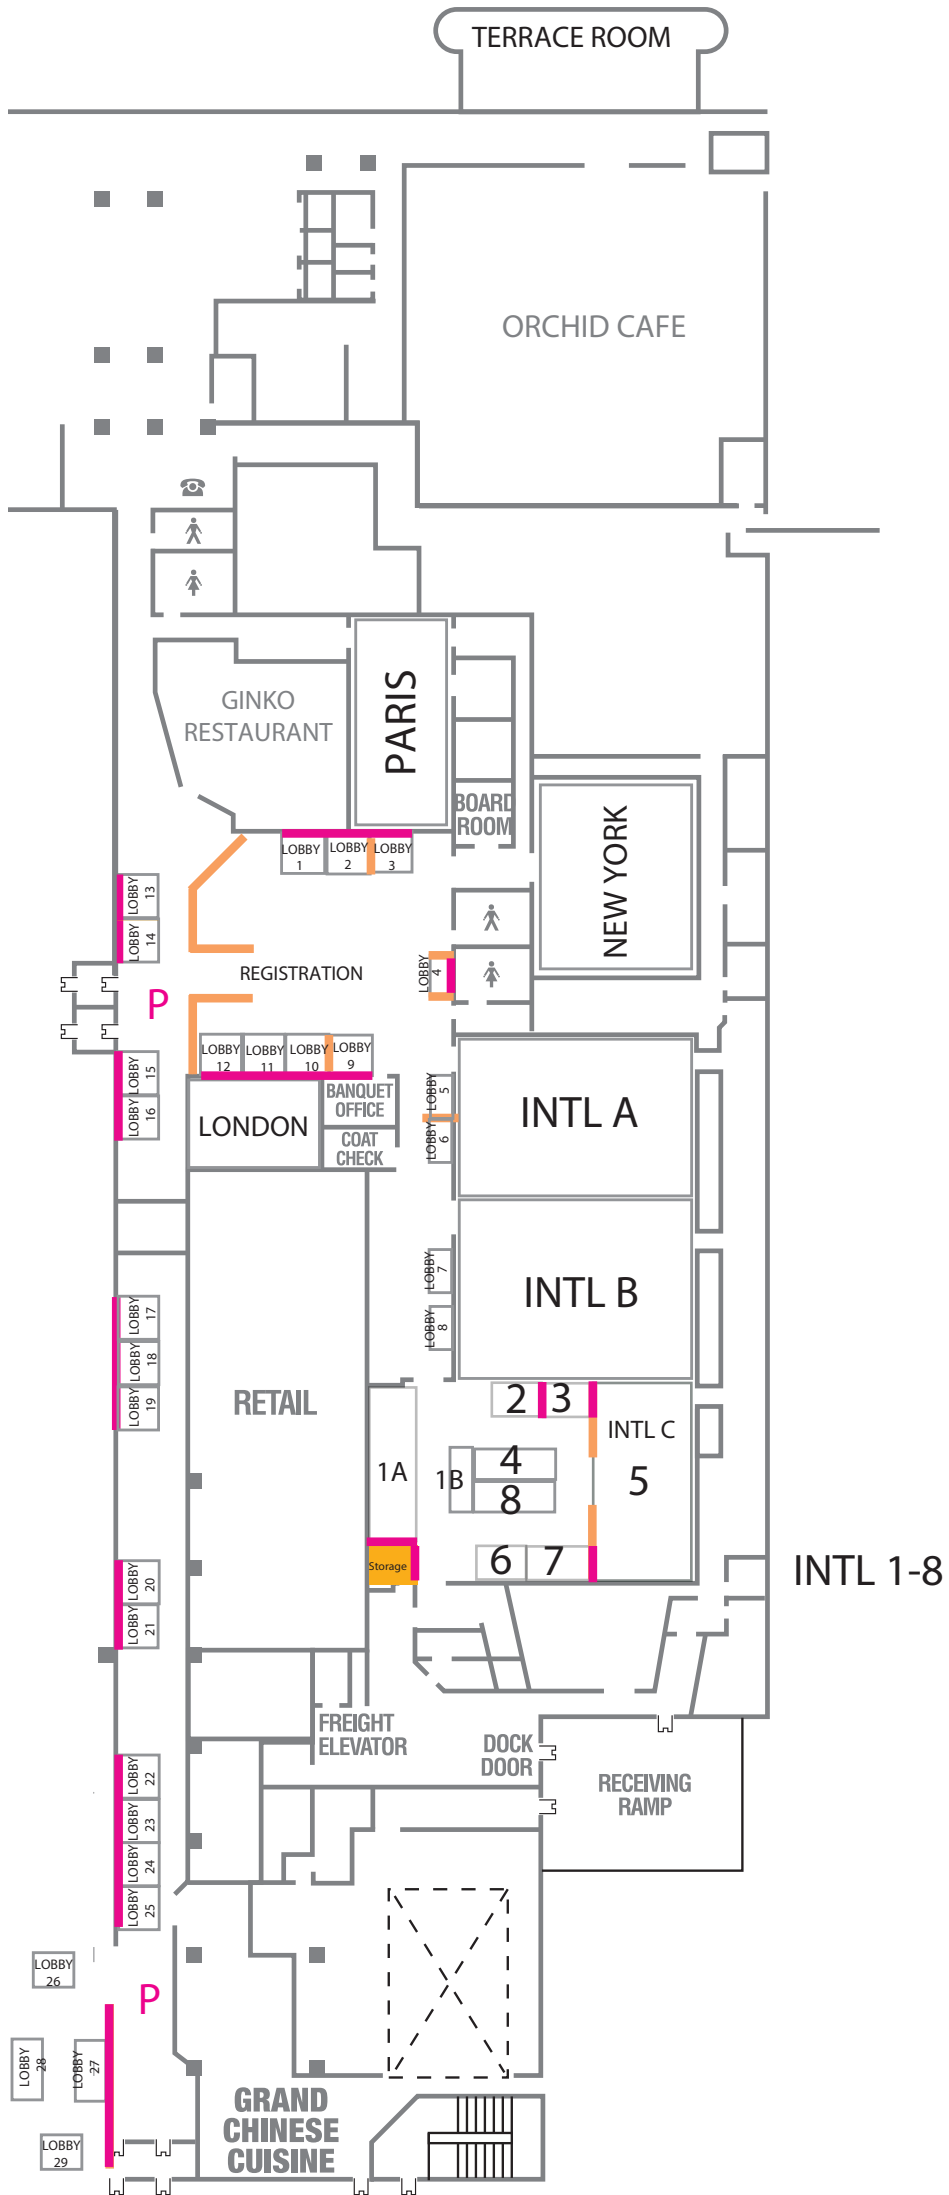 TERRACE ROOM
ORCHID CAFE
GINKO
RESTAURANT
PARIS
BOARD
ROOM
NEW YORK
LOBBY
1
LOBBY
2
LOBBY
3
LOBBY
13
LOBBY
14
LOBBY
4
REGISTRATION
P
LOBBY
12
LOBBY
11
LOBBY
10
LOBBY
9
LOBBY
15
LOBBY
16
BANQUET
OFFICE
LONDON
COAT
CHECK
LOBBY
5
LOBBY
6
INTL A
LOBBY
7
LOBBY
8
INTL B
LOBBY
17
LOBBY
18
LOBBY
19
RETAIL
2
3
INTL C
5
1A
1B
4
8
Storage
6
7
INTL 1-8
LOBBY
20
LOBBY
21
FREIGHT
ELEVATOR
DOCK
DOOR
RECEIVING
RAMP
LOBBY
22
LOBBY
23
LOBBY
24
LOBBY
25
LOBBY
26
P
LOBBY
28
LOBBY
27
LOBBY
29
GRAND
CHINESE
CUISINE